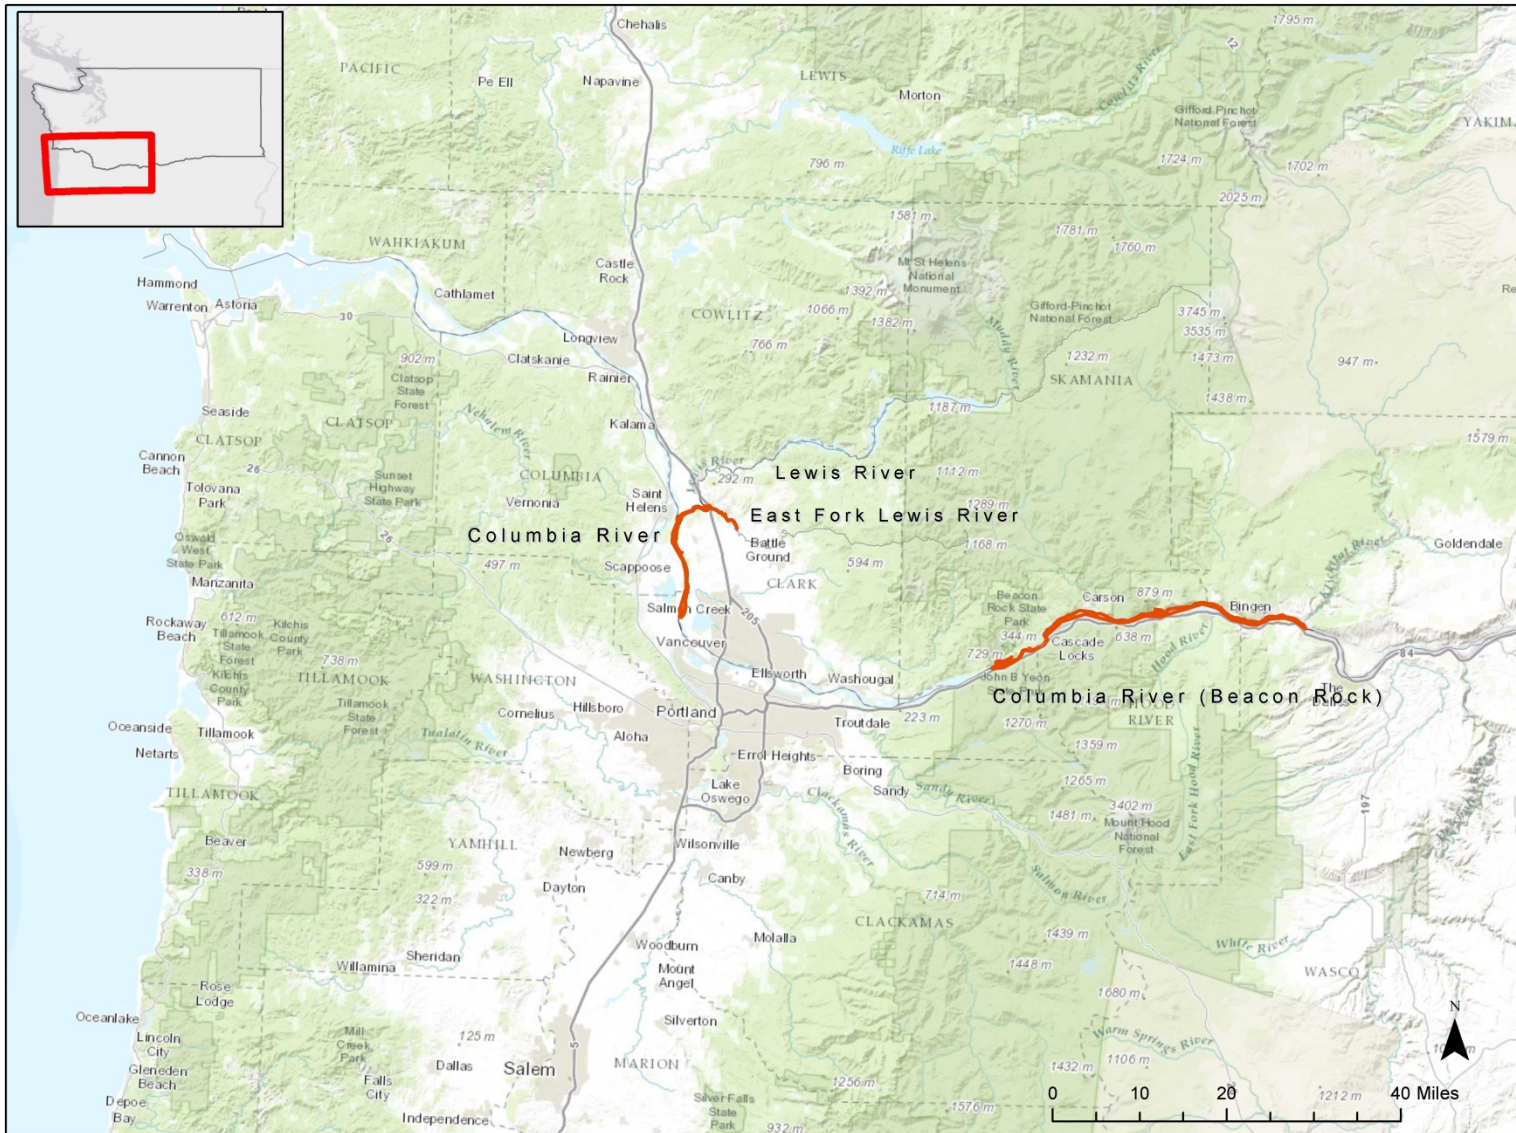 Chehalis
1795 m
12
PACIFIC
Pe Ell
Napavine
LEWIS
Morton
Cowlitz River
Gifford Pinchot
National Forest
YAKIMA
Riffe Lake
796 m
1724 m
1702 m
2025 m
1581 m
1781 m
1760 m
WAHKIAKUM
Castle
Rock
Mt St Helens
National
Monument
Hammond
Warrenton
Astoria
Cathlamet
1392 m
1066 m
1382 m
COWLITZ
Gifford-Pinchot
National Forest
3745 m
3535 m
1473 m
30
Longview
766 m
Muddy River
1232 m
947 m
902 m
Clatskanie
Rainier
Clatsop
State
Forest
SKAMANIA
1438 m
1187 m
Seaside
CLATSOP
CLATSOP
Nehalem River
Kalama
1579 m
Cannon
Beach
26
Tolovana
Park
Sunset
Highway
State Park
COLUMBIA
Vernonia
Saint
Helens
Lewis River
292 m
Lewis River
1112 m
1289 m
East Fork Lewis River
Columbia River
Oswald
West
State Park
26
Battle
Ground
1168 m
Klickitat River
Goldendale
Manzanita
497 m
Scappoose
CLARK
594 m
Beacon
Rock State
Park
Carson
879 m
Bingen
Rockaway
Beach
612 m
Tillamook
State
Forest
Kilchis
County
Park
Salmon Creek
205
344 m
638 m
Cascade
Locks
Hood River
Vancouver
729 m
738 m
Kilchis
County
Park
TILLAMOOK
WASHINGTON
Ellsworth
Washougal
John B Yeon
84
The
Dalles
Columbia River (Beacon Rock)
Oceanside
Netarts
Tillamook
Tillamook
State
Forest
Cornelius
Hillsboro
Portland
Troutdale
223 m
1270 m
HOOD
RIVER
Tualatin River
Aloha
Errol Heights
Boring
1359 m
1265 m
TILLAMOOK
Lake
Oswego
Clackamas River
Sandy
Sandy River
3402 m
1481 m
Mount Hood
National
Forest
East Fork Hood River
197
Beaver
YAMHILL
Wilsonville
338 m
599 m
Newberg
Canby
Salmon River
322 m
Dayton
714 m
CLACKAMAS
1439 m
White River
Sheridan
Willamina
Woodburn
Molalla
Mount
Angel
1448 m
WASCO
Rose
Lodge
1680 m
Oceanlake
Silverton
N
Lincoln
City
Mill
Creek
Park
125 m
Warm Springs River
Gleneden
Beach
Dallas
Salem
5
MARION
1432 m
1106 m
Falls
City
1256 m
0 10 20 40 Miles
Depoe
Bay
Independence
Silver Falls
State
Park
932 m
1576 m
1212 m